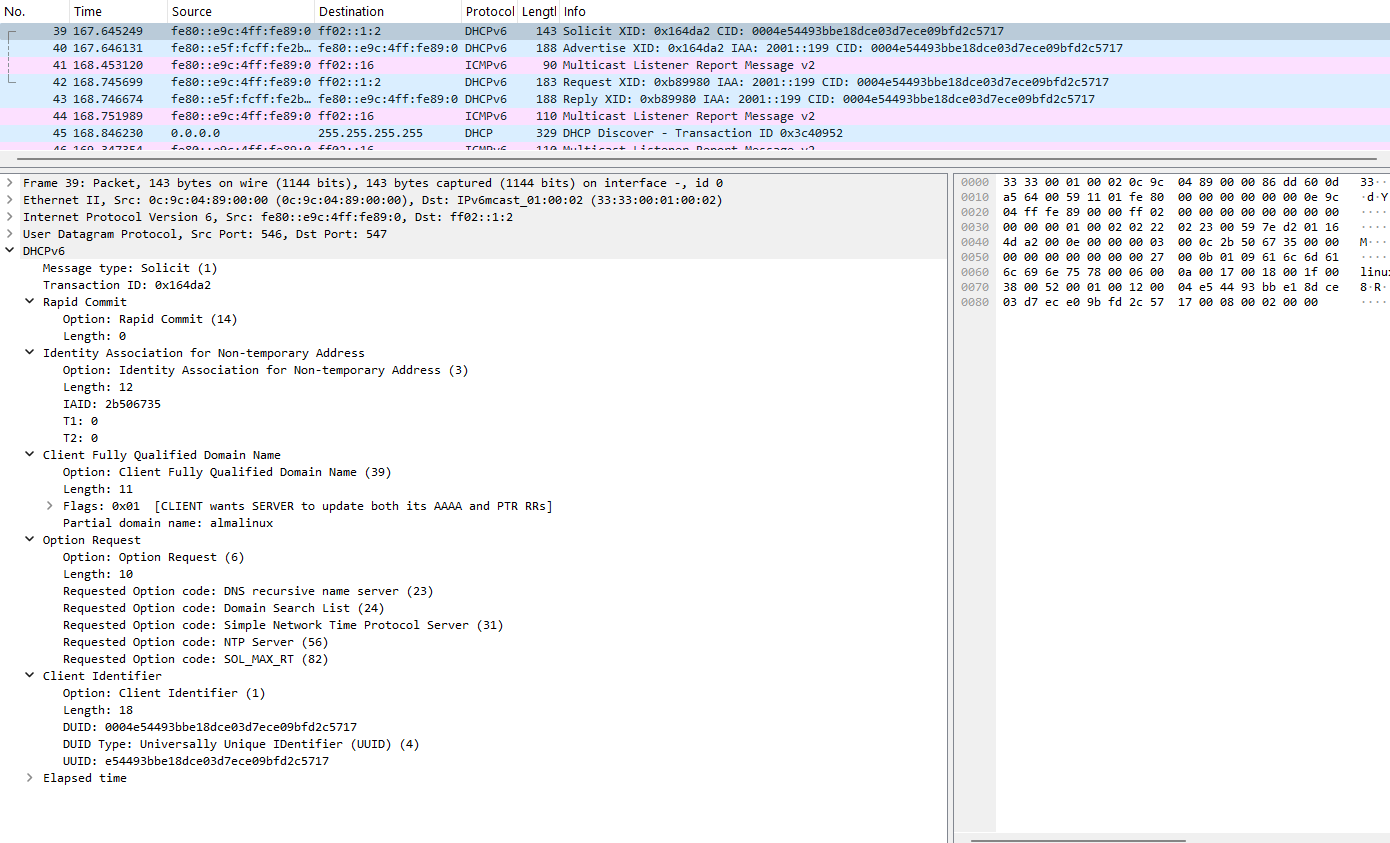 No. Time Source Destination Protocol Lengtl Info
39 167.645249 fe80::e9c:4ff:fe89:0 ff02::1:2 DHCPv6 143 Solicit XID: 0x164da2 CID: 0004e54493bbe18dce03d7ece09bfd2c5717
40 167.646131 fe80::e5f:fcff:fe2b… fe80::e9c:4ff:fe89:0 DHCPv6 188 Advertise XID: 0x164da2 IAA: 2001::199 CID: 0004e54493bbe18dce03d7ece09bfd2c5717
41 168.453120 fe80::e9c:4ff:fe89:0 ff02::16 ICMPv6 90 Multicast Listener Report Message v2
42 168.745699 fe80::e9c:4ff:fe89:0 ff02::1:2 DHCPv6 183 Request XID: 0xb89980 IAA: 2001::199 CID: 0004e54493bbe18dce03d7ece09bfd2c5717
43 168.746674 fe80::e5f:fcff:fe2b… fe80::e9c:4ff:fe89:0 DHCPv6 188 Reply XID: 0xb89980 IAA: 2001::199 CID: 0004e54493bbe18dce03d7ece09bfd2c5717
44 168.751989 fe80::e9c:4ff:fe89:0 ff02::16 ICMPv6 110 Multicast Listener Report Message v2
45 168.846230 0.0.0.0 255.255.255.255 DHCP 329 DHCP Discover - Transaction ID 0x3c40952
46 169.347354 fe80::e9c:4ff:fe89:0 ff02::16 ICMPv6 110 Multicast Listener Report Message v2
Frame 39: Packet, 143 bytes on wire (1144 bits), 143 bytes captured (1144 bits) on interface -, id 0
Ethernet II, Src: 0c:9c:04:89:00:00 (0c:9c:04:89:00:00), Dst: IPv6mcast_01:00:02 (33:33:00:01:00:02)
Internet Protocol Version 6, Src: fe80::e9c:4ff:fe89:0, Dst: ff02::1:2
User Datagram Protocol, Src Port: 546, Dst Port: 547
DHCPv6
Message type: Solicit (1)
Transaction ID: 0x164da2
Rapid Commit
Option: Rapid Commit (14)
Length: 0
Identity Association for Non-temporary Address
Option: Identity Association for Non-temporary Address (3)
Length: 12
IAID: 2b506735
T1: 0
T2: 0
Client Fully Qualified Domain Name
Option: Client Fully Qualified Domain Name (39)
Length: 11
Flags: 0x01 [CLIENT wants SERVER to update both its AAAA and PTR RRs]
Partial domain name: almalinux
Option Request
Option: Option Request (6)
Length: 10
Requested Option code: DNS recursive name server (23)
Requested Option code: Domain Search List (24)
Requested Option code: Simple Network Time Protocol Server (31)
Requested Option code: NTP Server (56)
Requested Option code: SOL_MAX_RT (82)
Client Identifier
Option: Client Identifier (1)
Length: 18
DUID: 0004e54493bbe18dce03d7ece09bfd2c5717
DUID Type: Universally Unique IDentifier (UUID) (4)
UUID: e54493bbe18dce03d7ece09bfd2c5717
Elapsed time
0000 33 33 00 01 00 02 0c 9c 04 89 00 00 86 dd 60 0d 33··
0010 a5 64 00 59 11 01 fe 80 00 00 00 00 00 00 0e 9c ·d·Y
0020 04 ff fe 89 00 00 ff 02 00 00 00 00 00 00 00 00 ····
0030 00 00 00 01 00 02 02 22 02 23 00 59 7e d2 01 16 ····
0040 4d a2 00 0e 00 00 00 03 00 0c 2b 50 67 35 00 00 M···
0050 00 00 00 00 00 00 00 27 00 0b 01 09 61 6c 6d 61 ····
0060 6c 69 6e 75 78 00 06 00 0a 00 17 00 18 00 1f 00 linux
0070 38 00 52 00 01 00 12 00 04 e5 44 93 bb e1 8d ce 8·R·
0080 03 d7 ec e0 9b fd 2c 57 17 00 08 00 02 00 00 ····